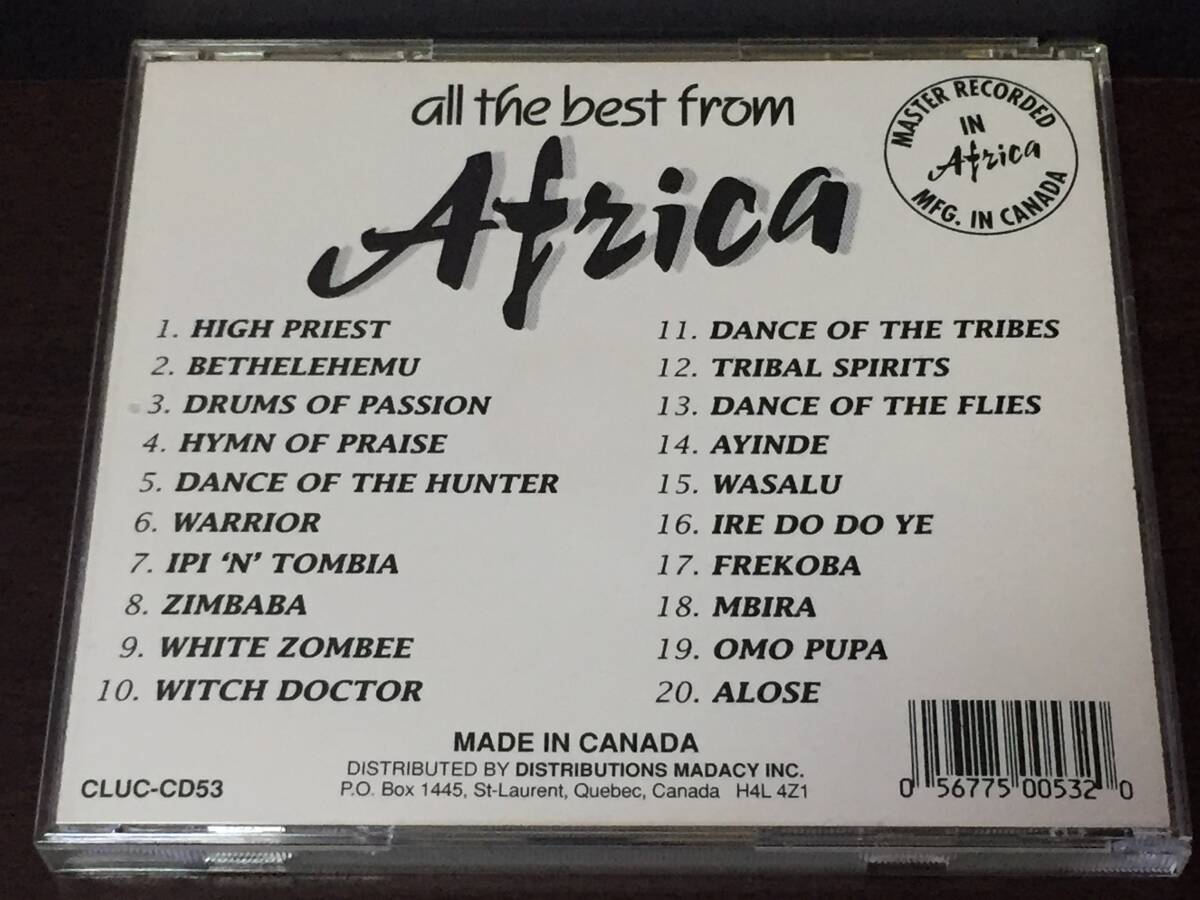 all the best from
Africa
MASTER RECORDED
IN
Africa
MFG. IN CANADA
1. HIGH PRIEST
2. BETHELEHEMU
3. DRUMS OF PASSION
4. HYMN OF PRAISE
5. DANCE OF THE HUNTER
6. WARRIOR
7. IPI ‘N’ TOMBIA
8. ZIMBABA
9. WHITE ZOMBEE
10. WITCH DOCTOR
11. DANCE OF THE TRIBES
12. TRIBAL SPIRITS
13. DANCE OF THE FLIES
14. AYINDE
15. WASALU
16. IRE DO DO YE
17. FREKOBA
18. MBIRA
19. OMO PUPA
20. ALOSE
MADE IN CANADA
DISTRIBUTED BY DISTRIBUTIONS MADACY INC.
P.O. Box 1445, St-Laurent, Quebec, Canada H4L 4Z1
CLUC-CD53
0 56775 00532 0